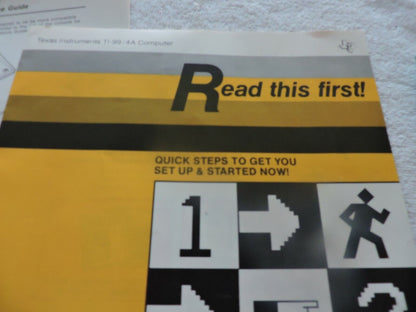 e Guide
Texas Instruments TI-99/4A Computer
Read this first!
QUICK STEPS TO GET YOU
SET UP & STARTED NOW!
1
2